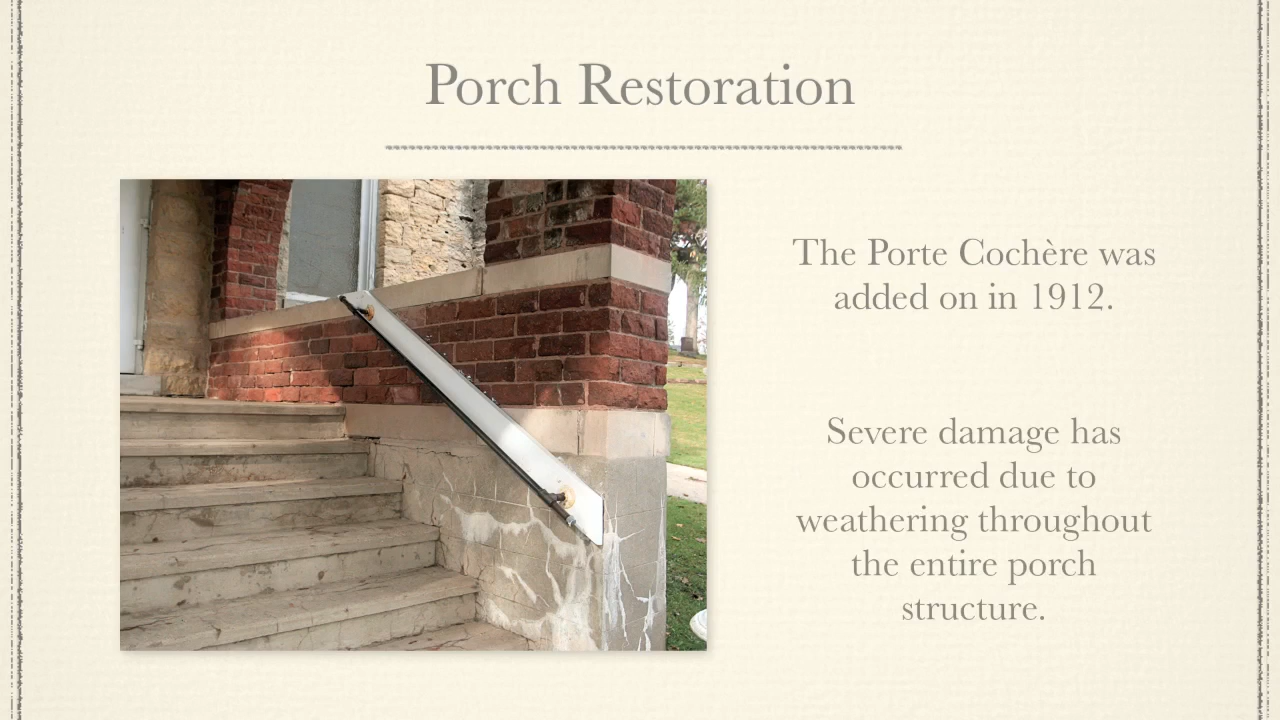 Porch Restoration
The Porte Cochère was
added on in 1912.
Severe damage has
occurred due to
weathering throughout
the entire porch
structure.